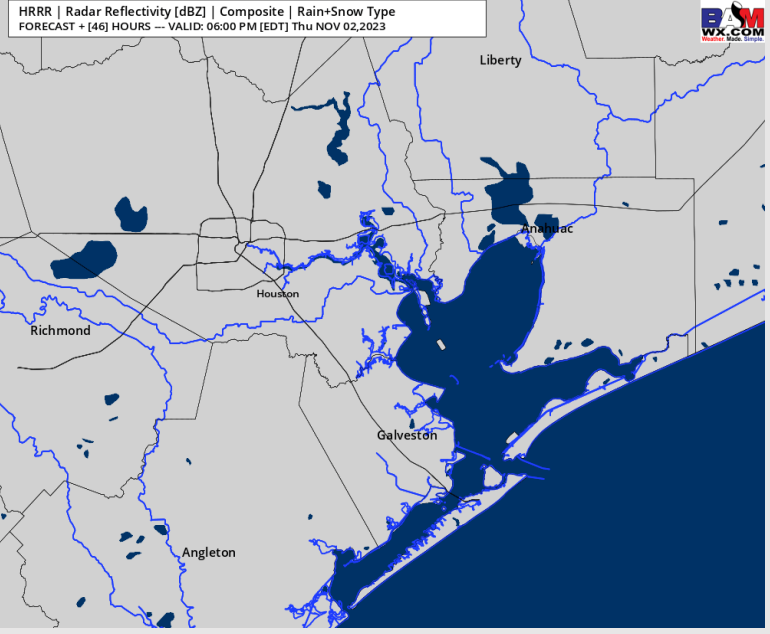 HRRR | Radar Reflectivity [dBZ] | Composite | Rain+Snow Type
FORECAST + [46] HOURS --- VALID: 06:00 PM [EDT] Thu NOV 02,2023
BAM
WX.COM
Weather. Made. Simple.
Liberty
Anahuac
Houston
Richmond
Galveston
Angleton